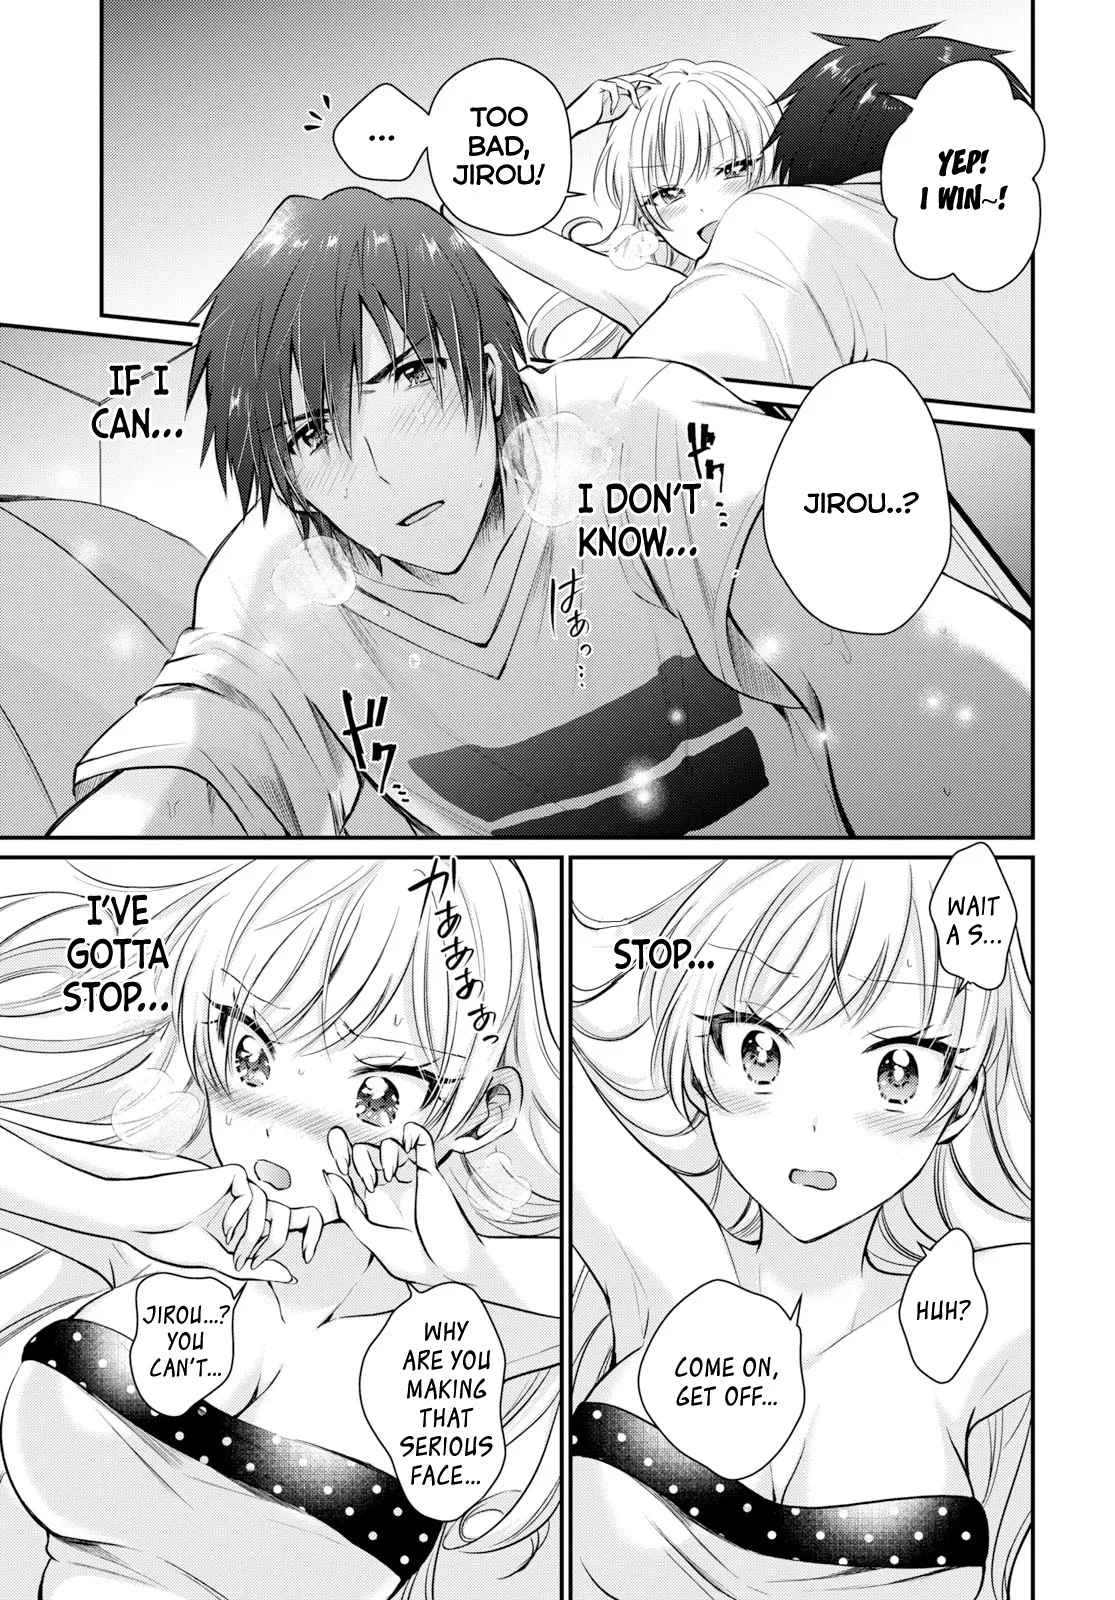 YEP!
I WIN~!
TOO
BAD,
JIROU!
...
JIROU..?
I DON'T
KNOW...
IF I
CAN...
ドクッ…
はぁっ…
ドクッ…
WAIT
A S...
STOP...
HUH?
COME ON,
GET OFF...
かぁぁぁぁっ
I'VE
GOTTA
STOP...
WHY
ARE YOU
MAKING
THAT
SERIOUS
FACE...
JIROU...?
YOU
CAN'T...